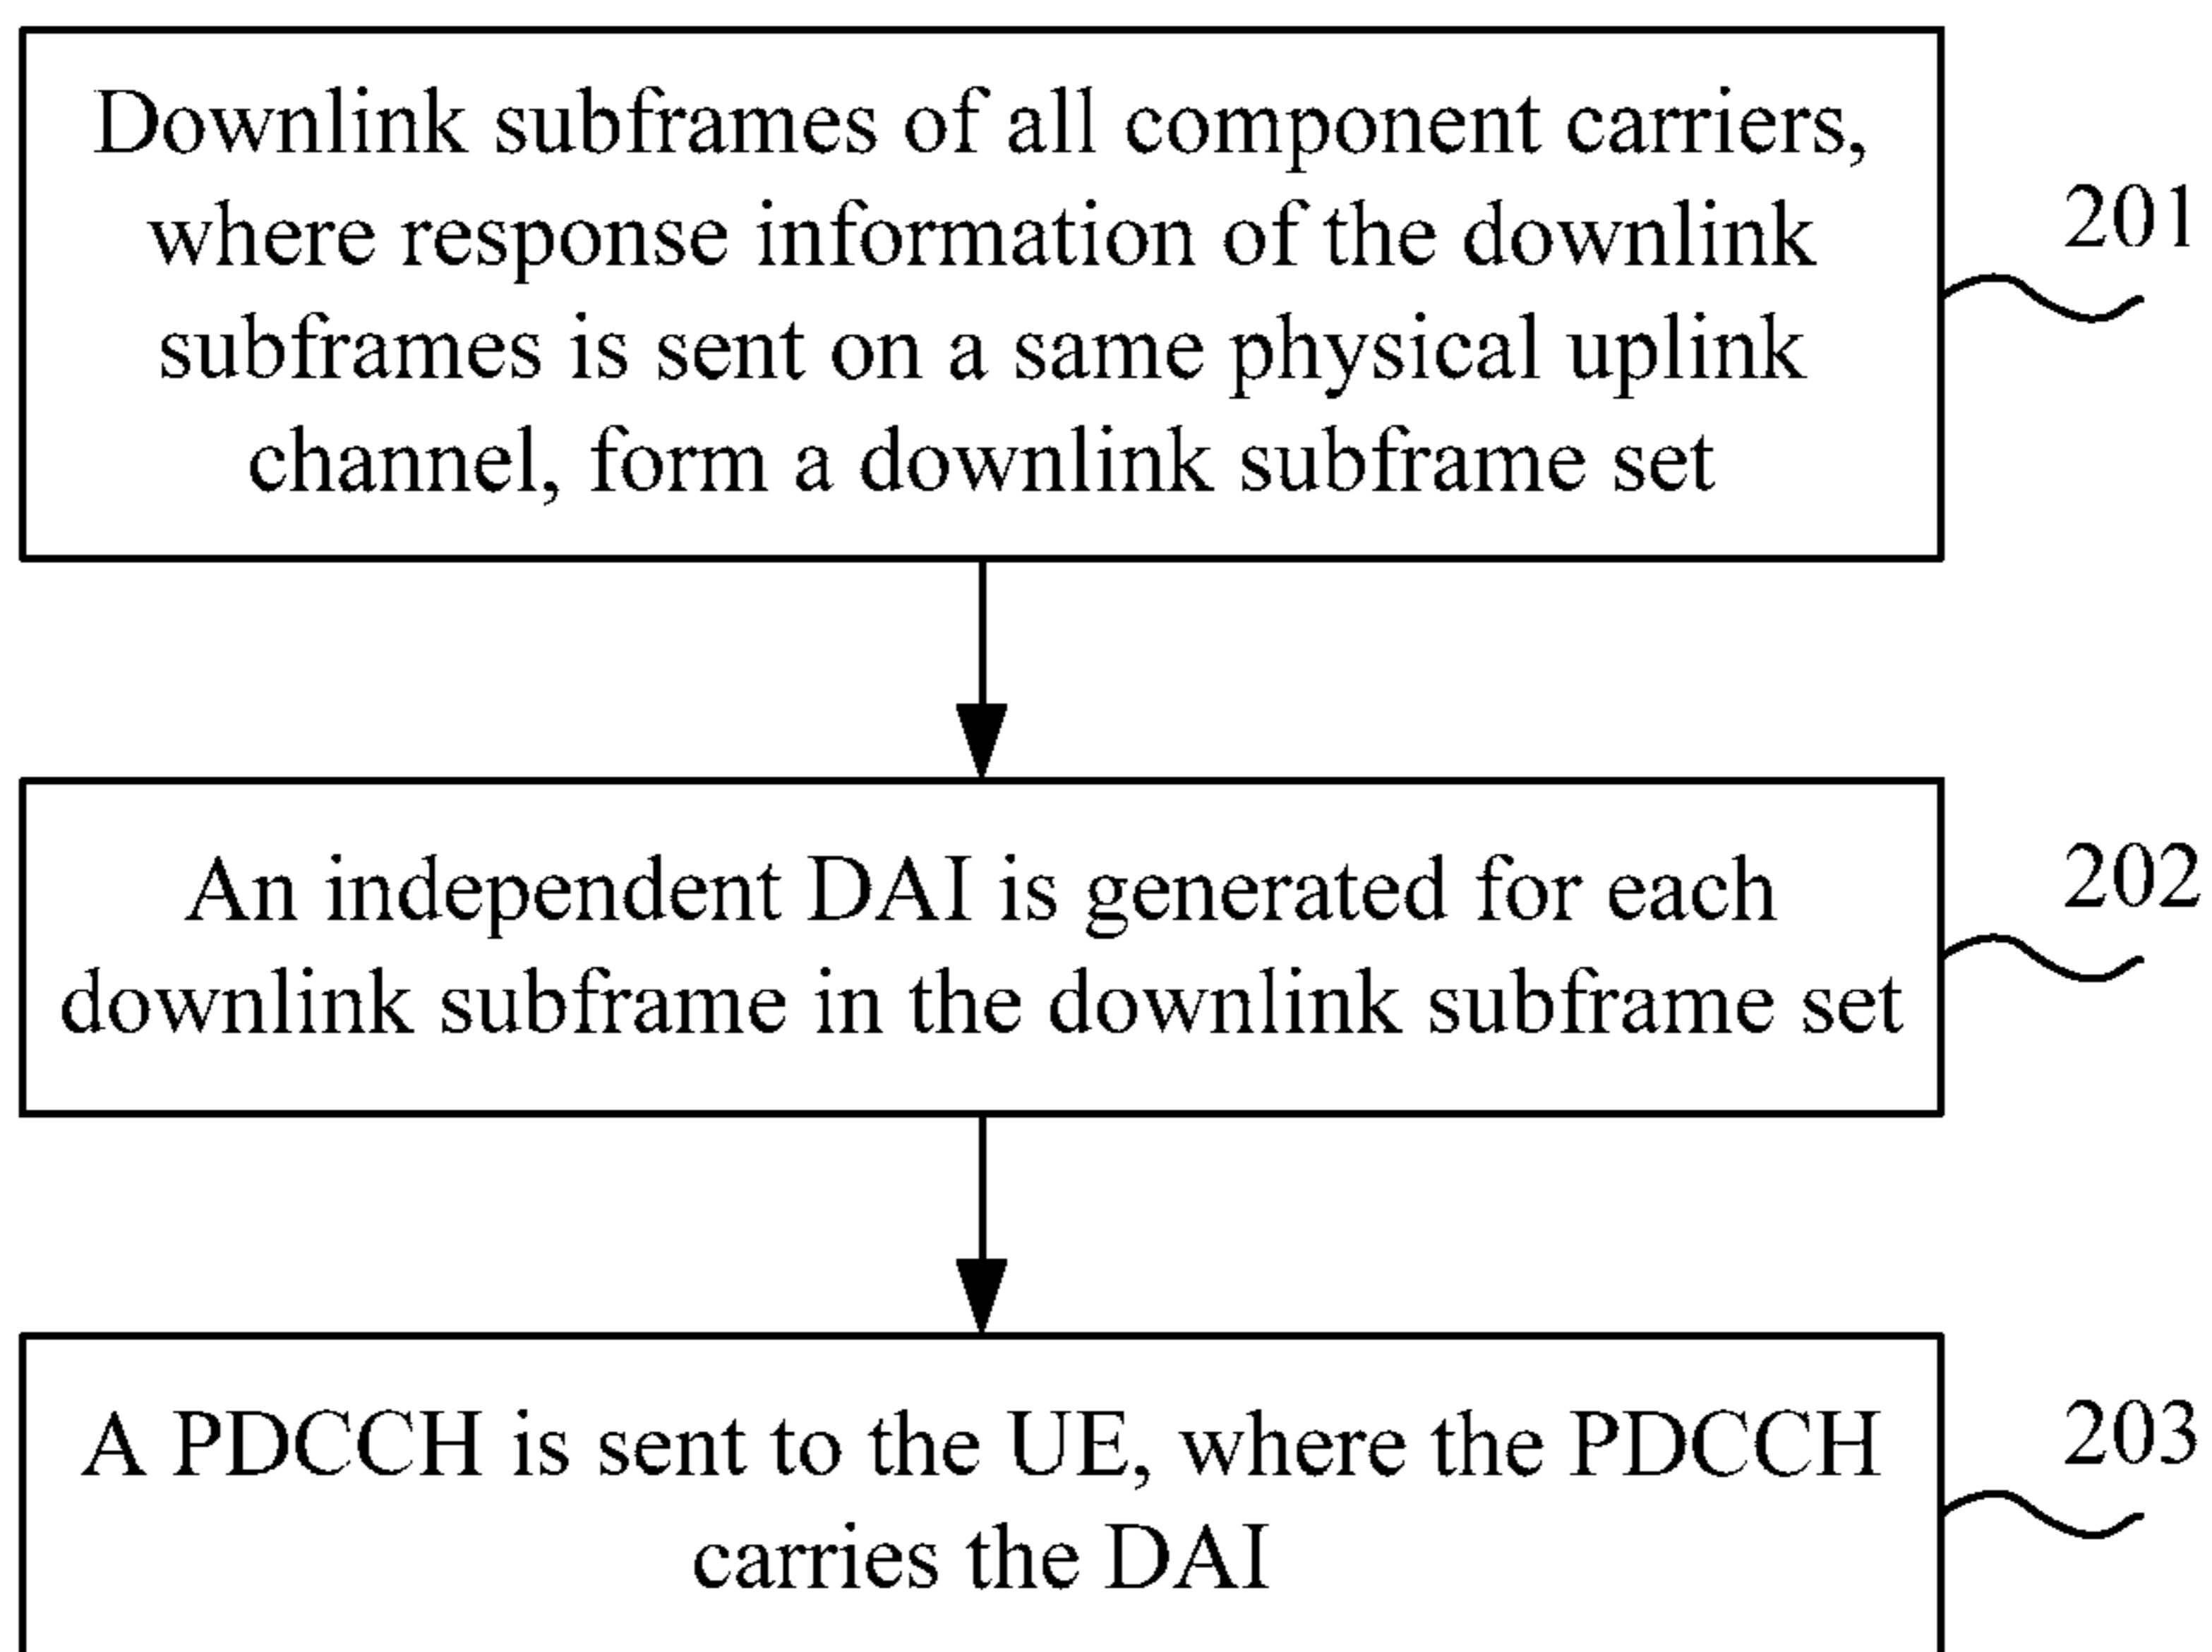 Downlink subframes of all component carriers,
where response information of the downlink
subframes is sent on a same physical uplink
channel, form a downlink subframe set
201
An independent DAI is generated for each
downlink subframe in the downlink subframe set
202
A PDCCH is sent to the UE, where the PDCCH
carries the DAI
203